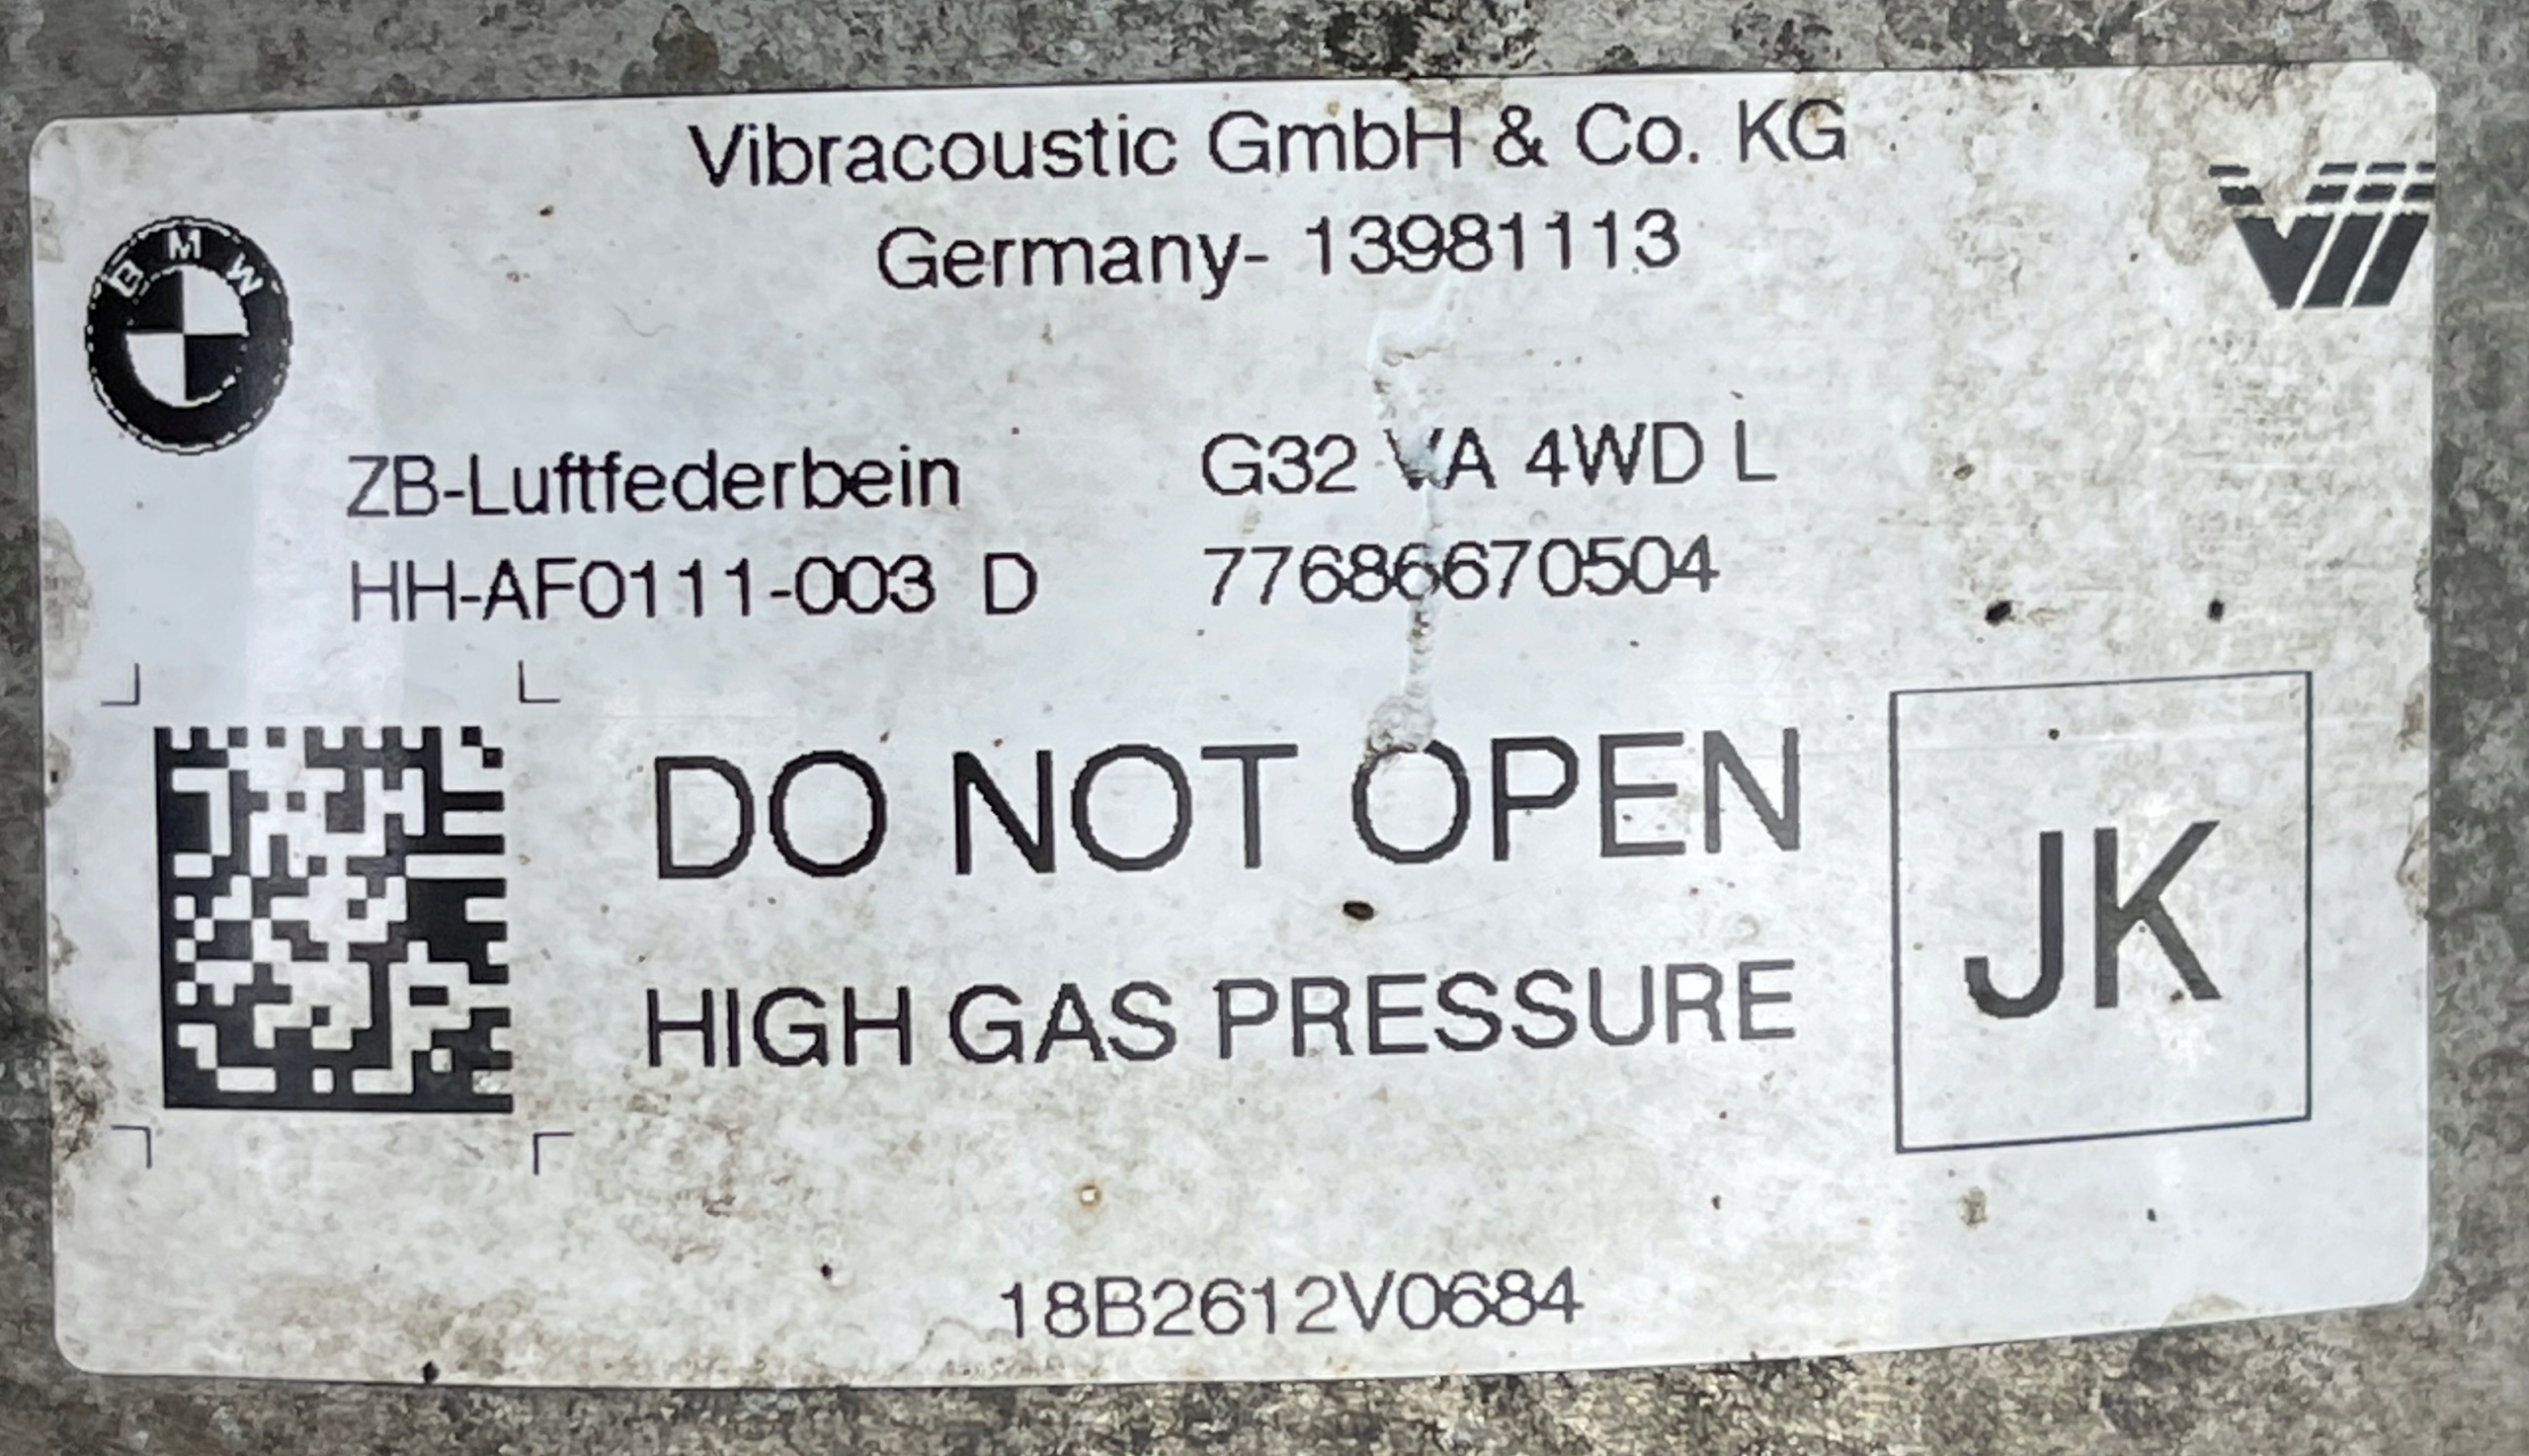 Vibracoustic GmbH & Co. KG
Germany- 13981113
BMW
ZB-Luftfederbein G32 VA 4WD L
HH-AF0111-003 D 77686670504
DO NOT OPEN
HIGH GAS PRESSURE
JK
18B2612V0684